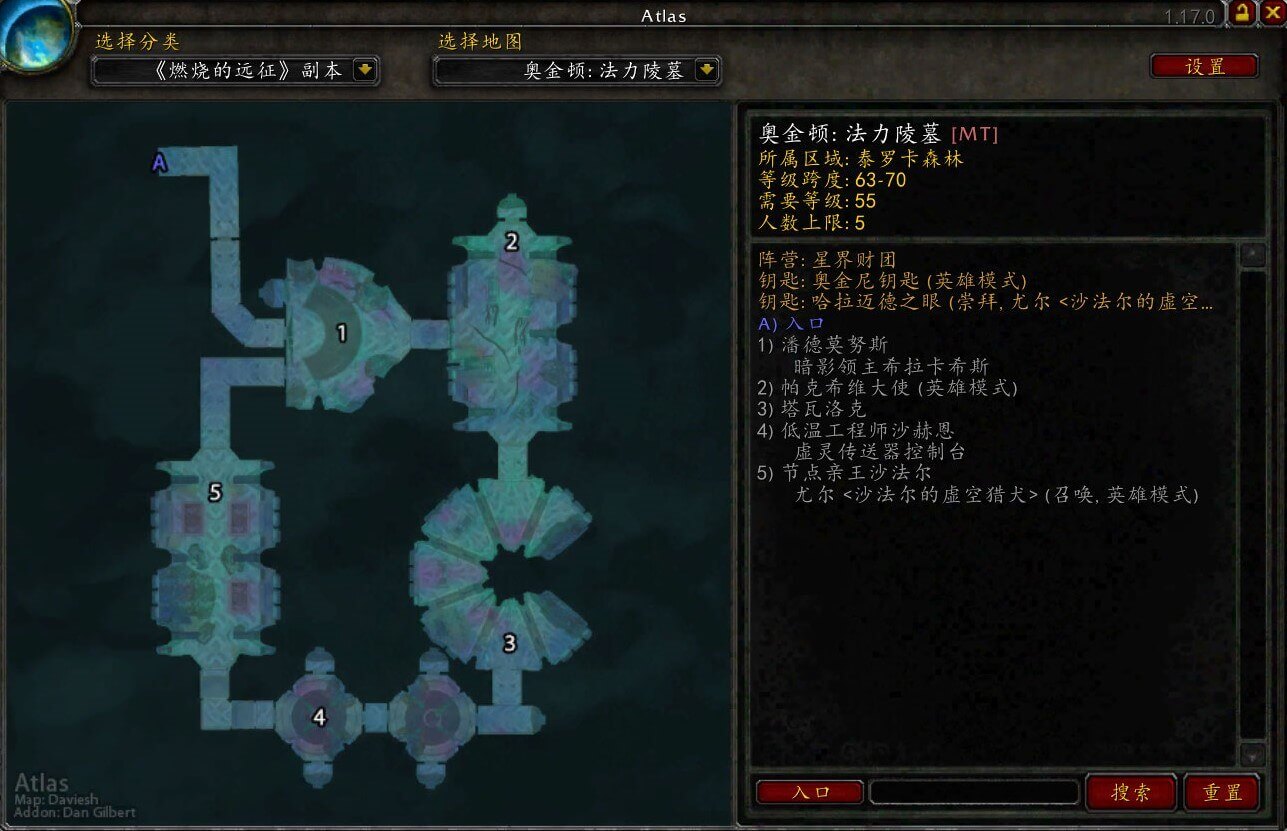 Atlas
1.17.0
选择分类
选择地图
《燃烧的远征》副本
奥金顿: 法力陵墓
设置
A
1
2
3
4
5
奥金顿: 法力陵墓 [MT]
所属区域: 泰罗卡森林
等级跨度: 63-70
需要等级: 55
人数上限: 5
阵营: 星界财团
钥匙: 奥金尼钥匙 (英雄模式)
钥匙: 哈拉迈德之眼 (崇拜, 尤尔 <沙法尔的虚空...
A) 入口
1) 潘德莫努斯
暗影领主希拉卡希斯
2) 帕克希维大使 (英雄模式)
3) 塔瓦洛克
4) 低温工程师沙赫恩
虚灵传送器控制台
5) 节点亲王沙法尔
尤尔 <沙法尔的虚空猎犬> (召唤, 英雄模式)
Atlas
Map: Daviesh
Addon: Dan Gilbert
入口
搜索
重置